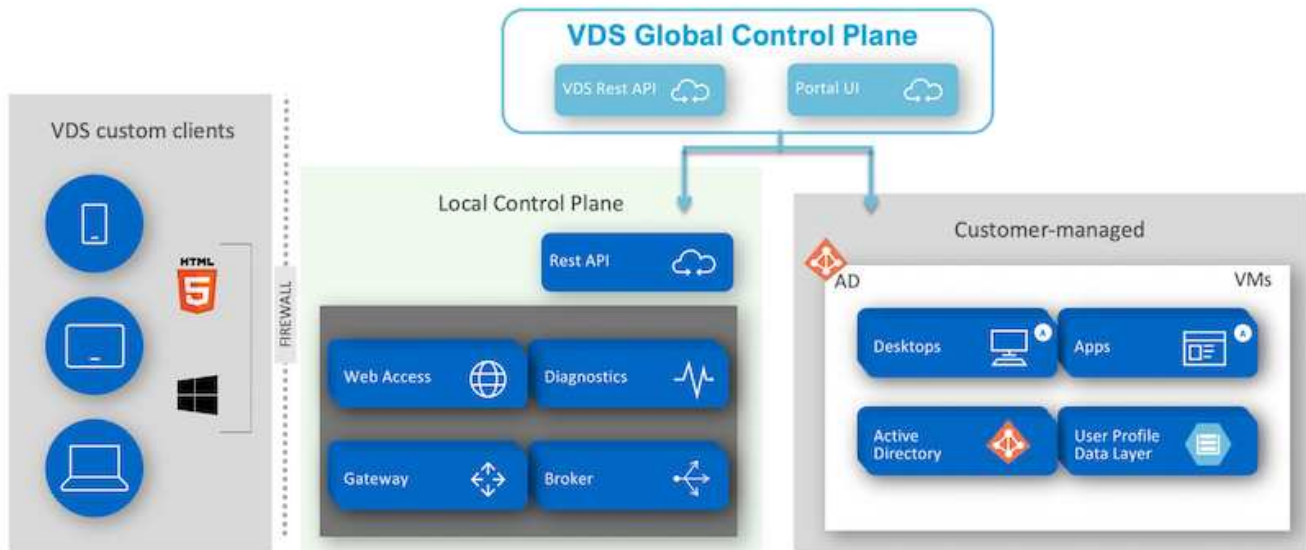 VDS Global Control Plane
VDS Rest API
Portal UI
VDS custom clients
HTML
5
FIREWALL
Local Control Plane
Rest API
Web Access
Diagnostics
Gateway
Broker
Customer-managed
AD
VMs
Desktops
A
Apps
A
Active
Directory
User Profile
Data Layer